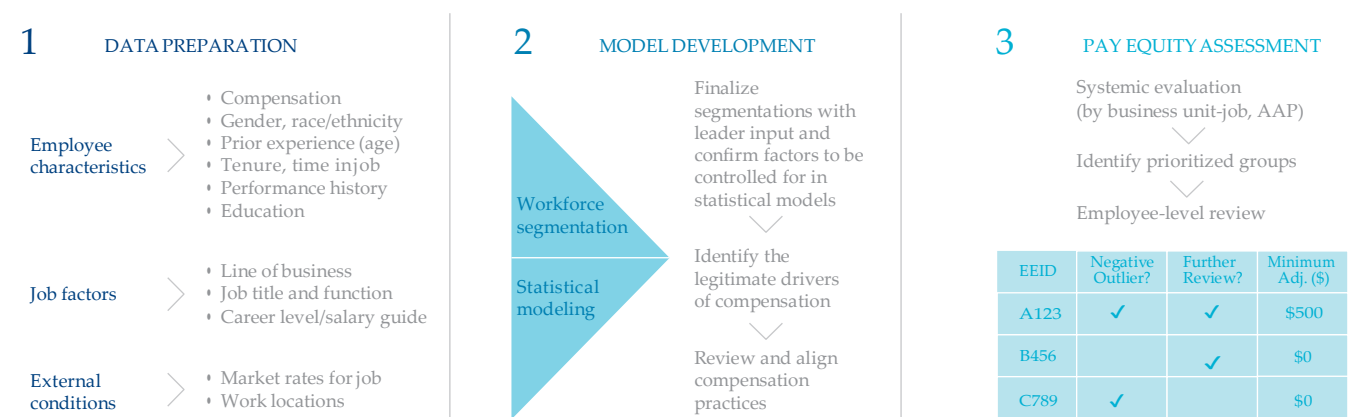 1 DATA PREPARATION
Employee
characteristics
• Compensation
• Gender, race/ethnicity
• Prior experience (age)
• Tenure, time in job
• Performance history
• Education
Job factors
• Line of business
• Job title and function
• Career level/salary guide
External
conditions
• Market rates for job
• Work locations
2 MODEL DEVELOPMENT
Workforce
segmentation
Statistical
modeling
Finalize
segmentations with
leader input and
confirm factors to be
controlled for in
statistical models
Identify the
legitimate drivers
of compensation
Review and align
compensation
practices
3 PAY EQUITY ASSESSMENT
Systemic evaluation
(by business unit-job, AAP)
Identify prioritized groups
Employee-level review
EEID Negative Outlier? Further Review? Minimum Adj. ($)
A123 ✓ ✓ $500
B456 ✓ $0
C789 ✓ $0